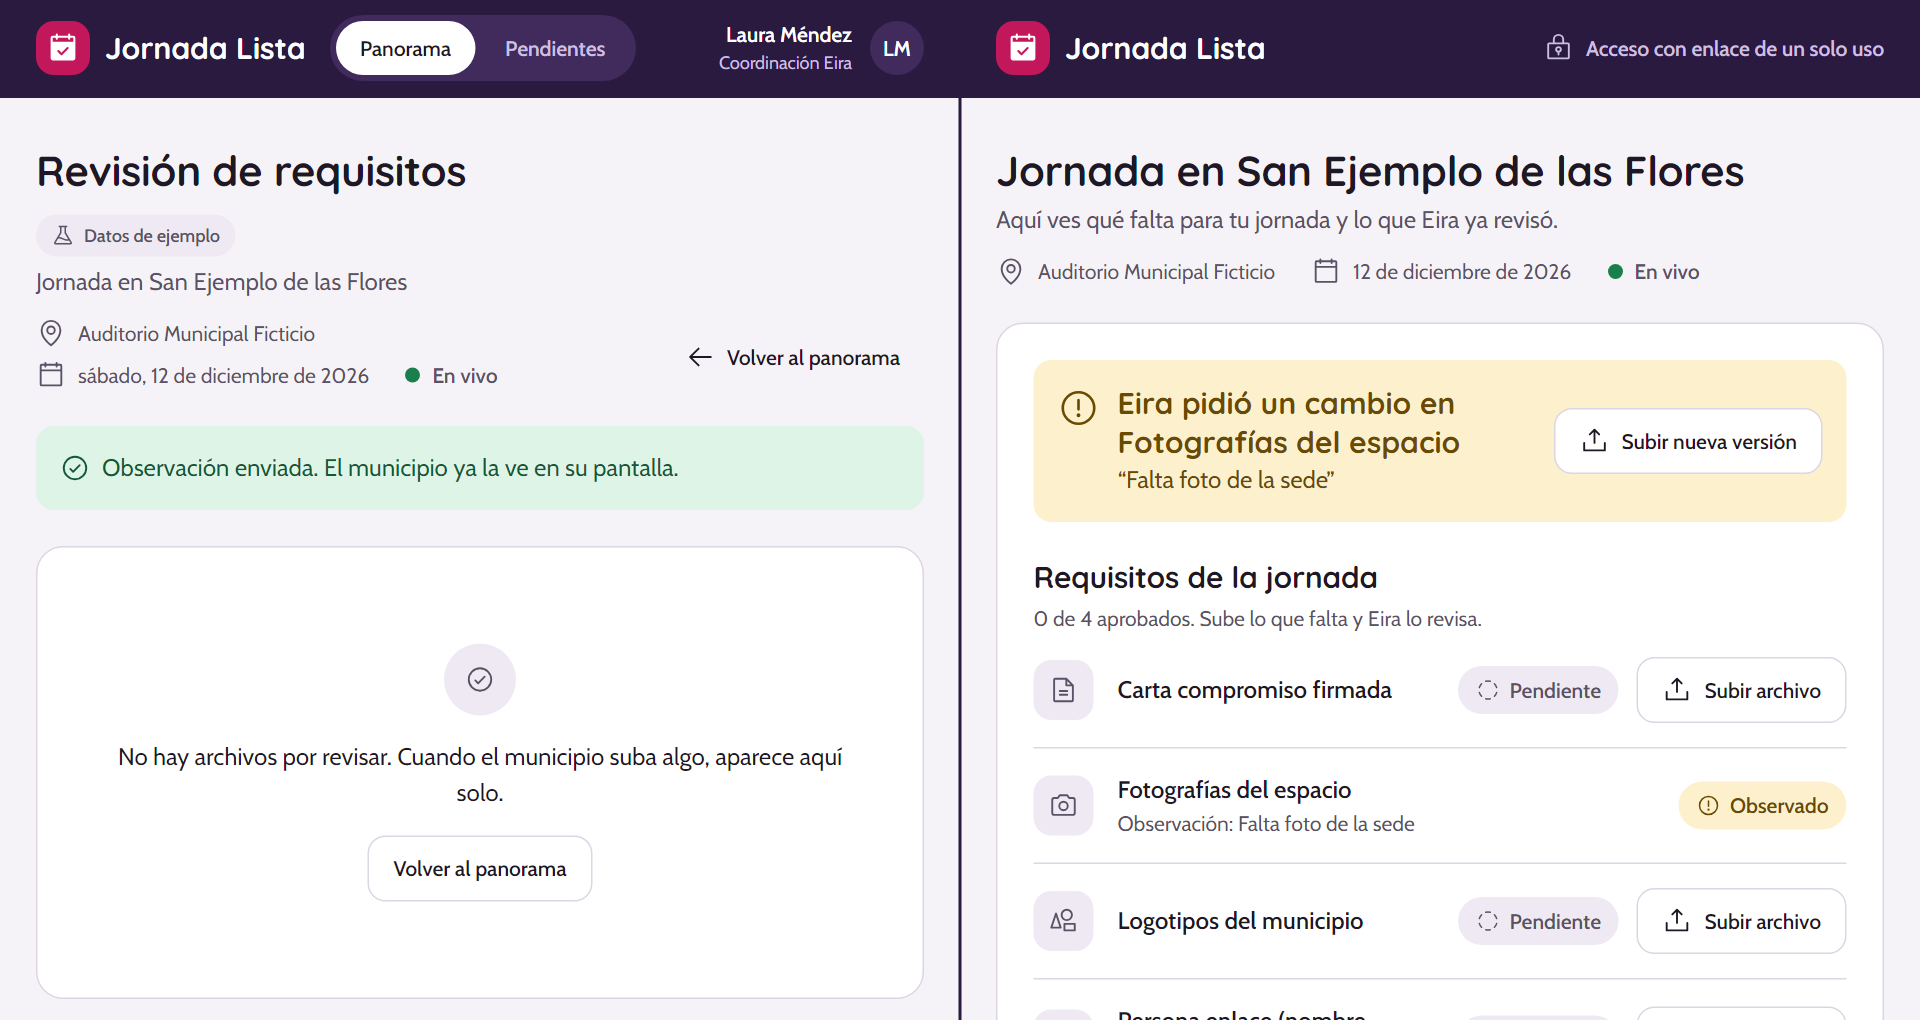 Jornada Lista
Panorama
Pendientes
Laura Méndez
Coordinación Eira
LM
Revisión de requisitos
Datos de ejemplo
Jornada en San Ejemplo de las Flores
Auditorio Municipal Ficticio
sábado, 12 de diciembre de 2026
En vivo
Volver al panorama
Observación enviada. El municipio ya la ve en su pantalla.
No hay archivos por revisar. Cuando el municipio suba algo, aparece aquí
solo.
Volver al panorama
Jornada Lista
Acceso con enlace de un solo uso
Jornada en San Ejemplo de las Flores
Aquí ves qué falta para tu jornada y lo que Eira ya revisó.
Auditorio Municipal Ficticio
12 de diciembre de 2026
En vivo
Eira pidió un cambio en
Fotografías del espacio
“Falta foto de la sede”
Subir nueva versión
Requisitos de la jornada
0 de 4 aprobados. Sube lo que falta y Eira lo revisa.
Carta compromiso firmada
Pendiente
Subir archivo
Fotografías del espacio
Observación: Falta foto de la sede
Observado
Logotipos del municipio
Pendiente
Subir archivo
Persona enlace (nombre